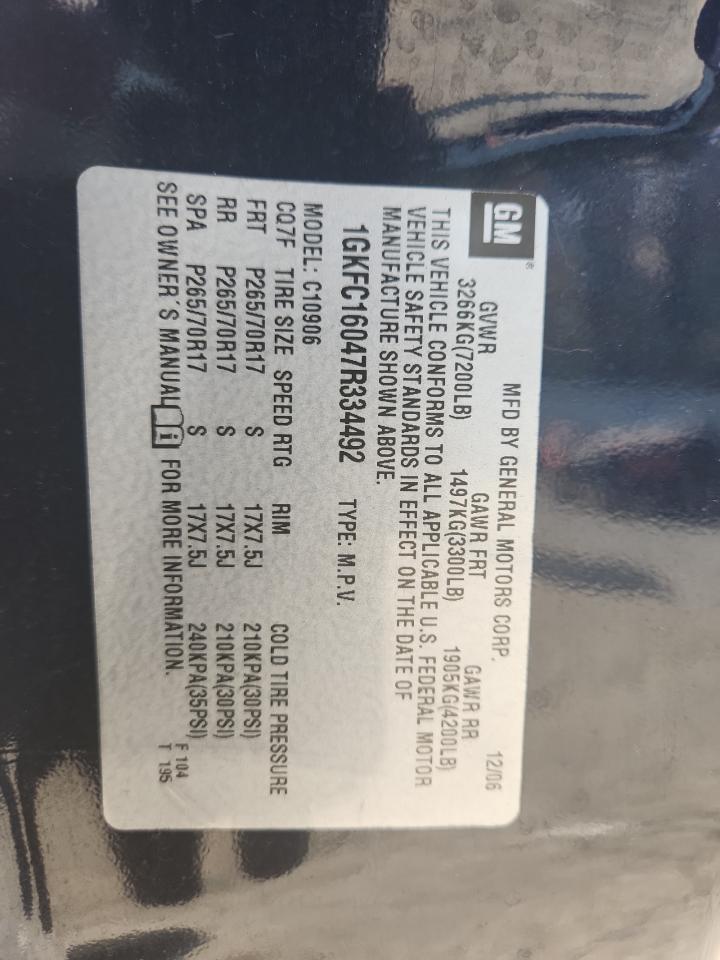 GM®
MFD BY GENERAL MOTORS CORP. 12/06
GVWR GAWR FRT GAWR RR
3266KG(7200LB) 1497KG(3300LB) 1905KG(4200LB)
THIS VEHICLE CONFORMS TO ALL APPLICABLE U.S. FEDERAL MOTOR
VEHICLE SAFETY STANDARDS IN EFFECT ON THE DATE OF
MANUFACTURE SHOWN ABOVE.
1GKFC16047R334492 TYPE: M.P.V.
MODEL: C10906
CQ7F TIRE SIZE SPEED RTG RIM COLD TIRE PRESSURE
FRT P265/70R17 S 17X7.5J 210KPA(30PSI)
RR P265/70R17 S 17X7.5J 210KPA(30PSI)
SPA P265/70R17 S 17X7.5J 240KPA(35PSI)
SEE OWNER´S MANUAL i FOR MORE INFORMATION.
F 104
T 195